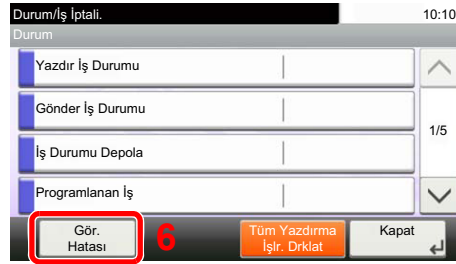 Durum/İş İptali.
10:10
Durum
Yazdır İş Durumu
Gönder İş Durumu
İş Durumu Depola
Programlanan İş
1/5
Gör.
Hatası
6
Tüm Yazdırma
İşlr. Drklat
Kapat